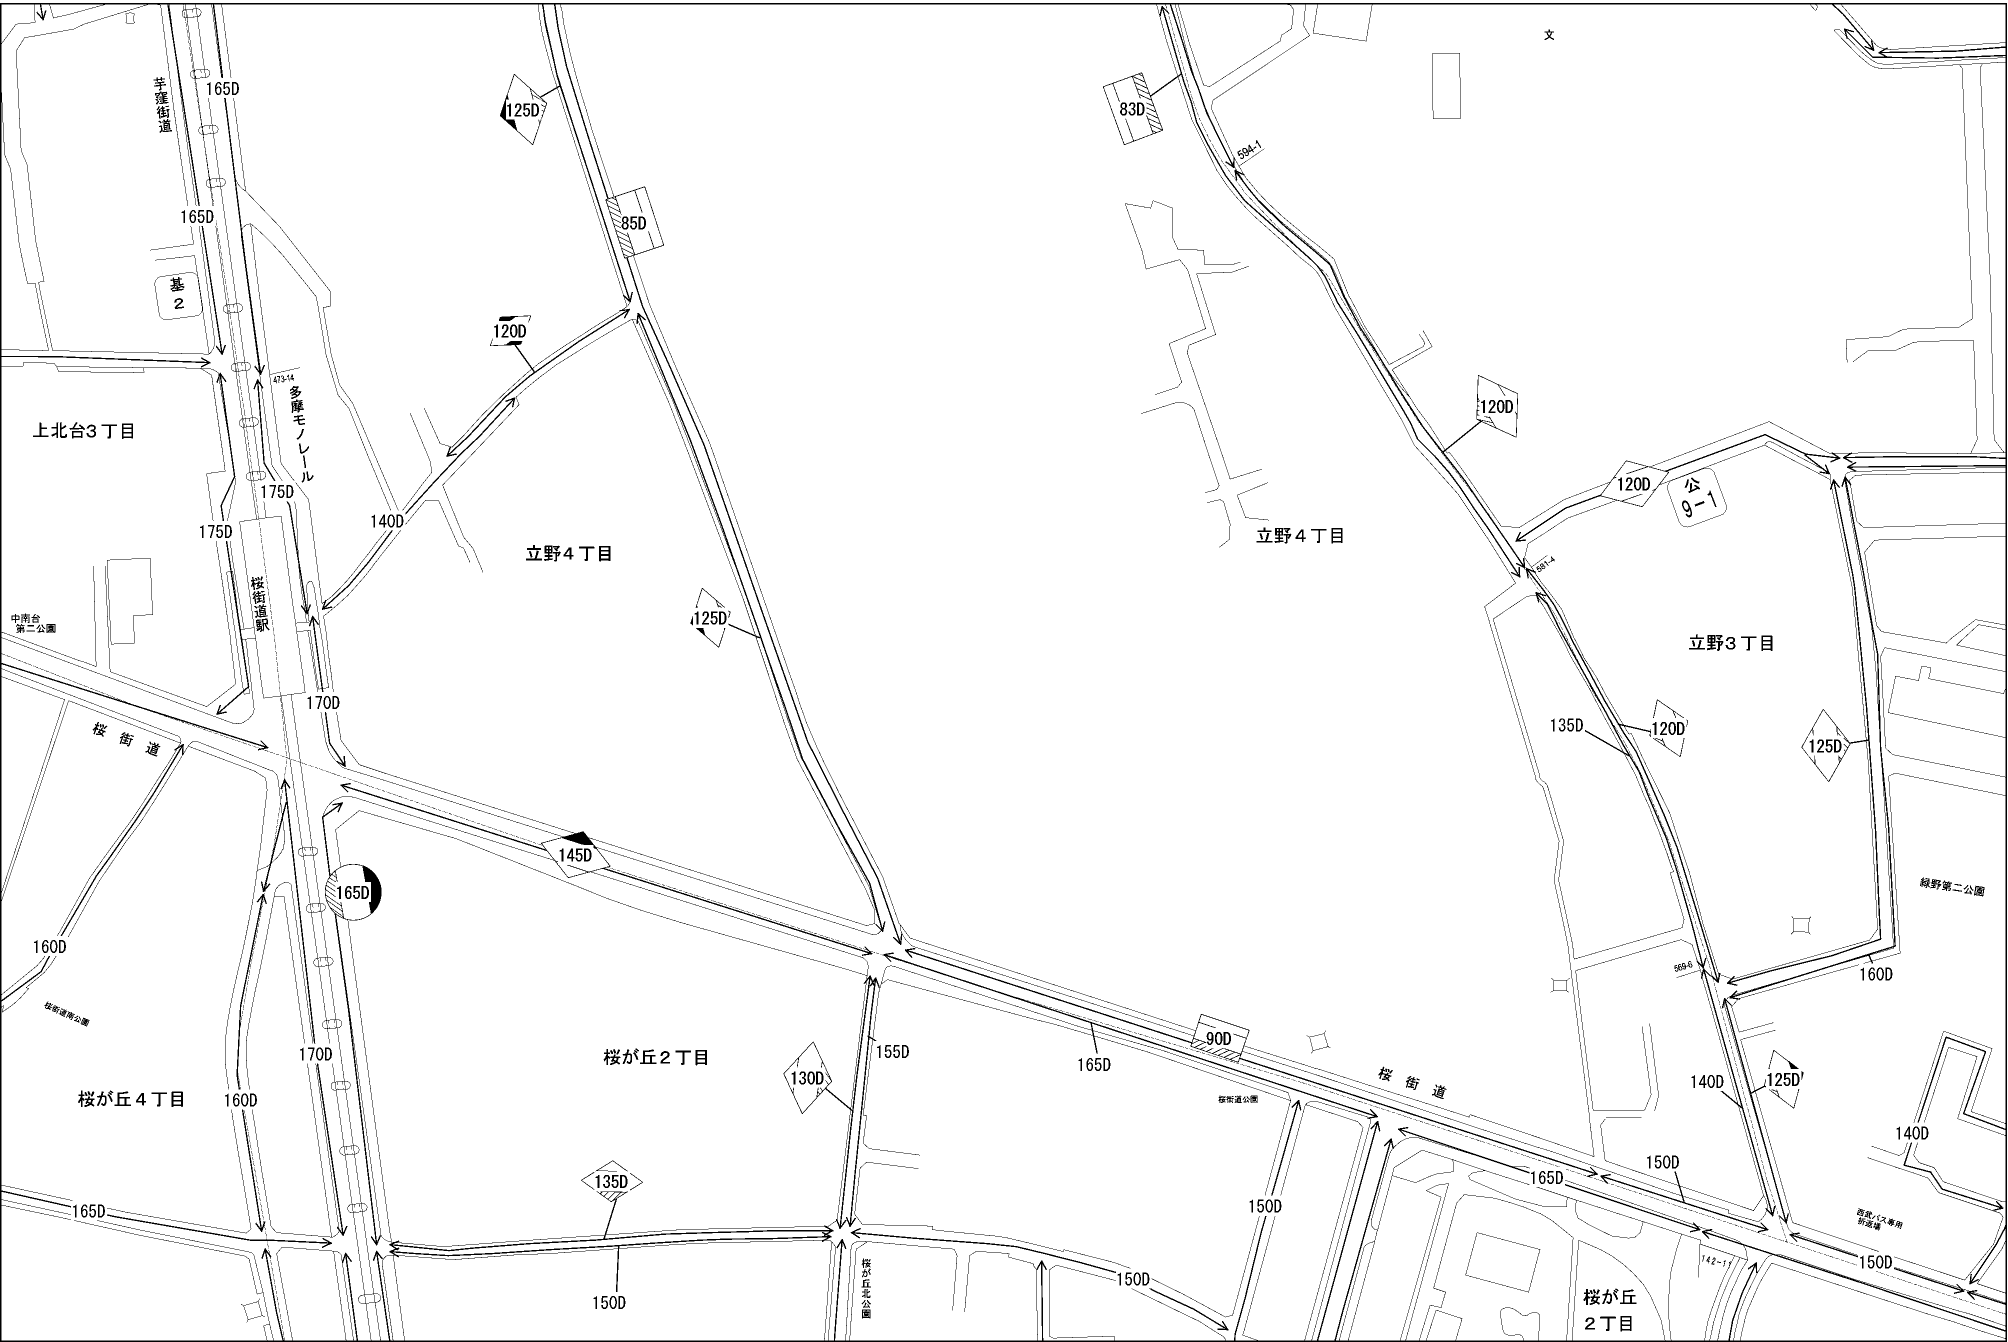 文
芋窪街道
165D
125D
83D
594-1
165D
85D
基
2
120D
473-14
多摩モノレール
上北台3丁目
120D
120D
公
9-1
175D
140D
175D
立野4丁目
立野4丁目
581-4
桜街道駅
中南台
第二公園
125D
立野3丁目
170D
135D
120D
125D
桜街道
145D
165D
緑野第二公園
160D
569-6
160D
桜街道南公園
90D
170D
桜が丘2丁目
155D
165D
130D
桜街道
140D
125D
桜が丘4丁目
160D
桜街道公園
140D
150D
135D
165D
165D
150D
西武バス専用
折返場
142-11
150D
桜が丘北公園
150D
150D
桜が丘
2丁目